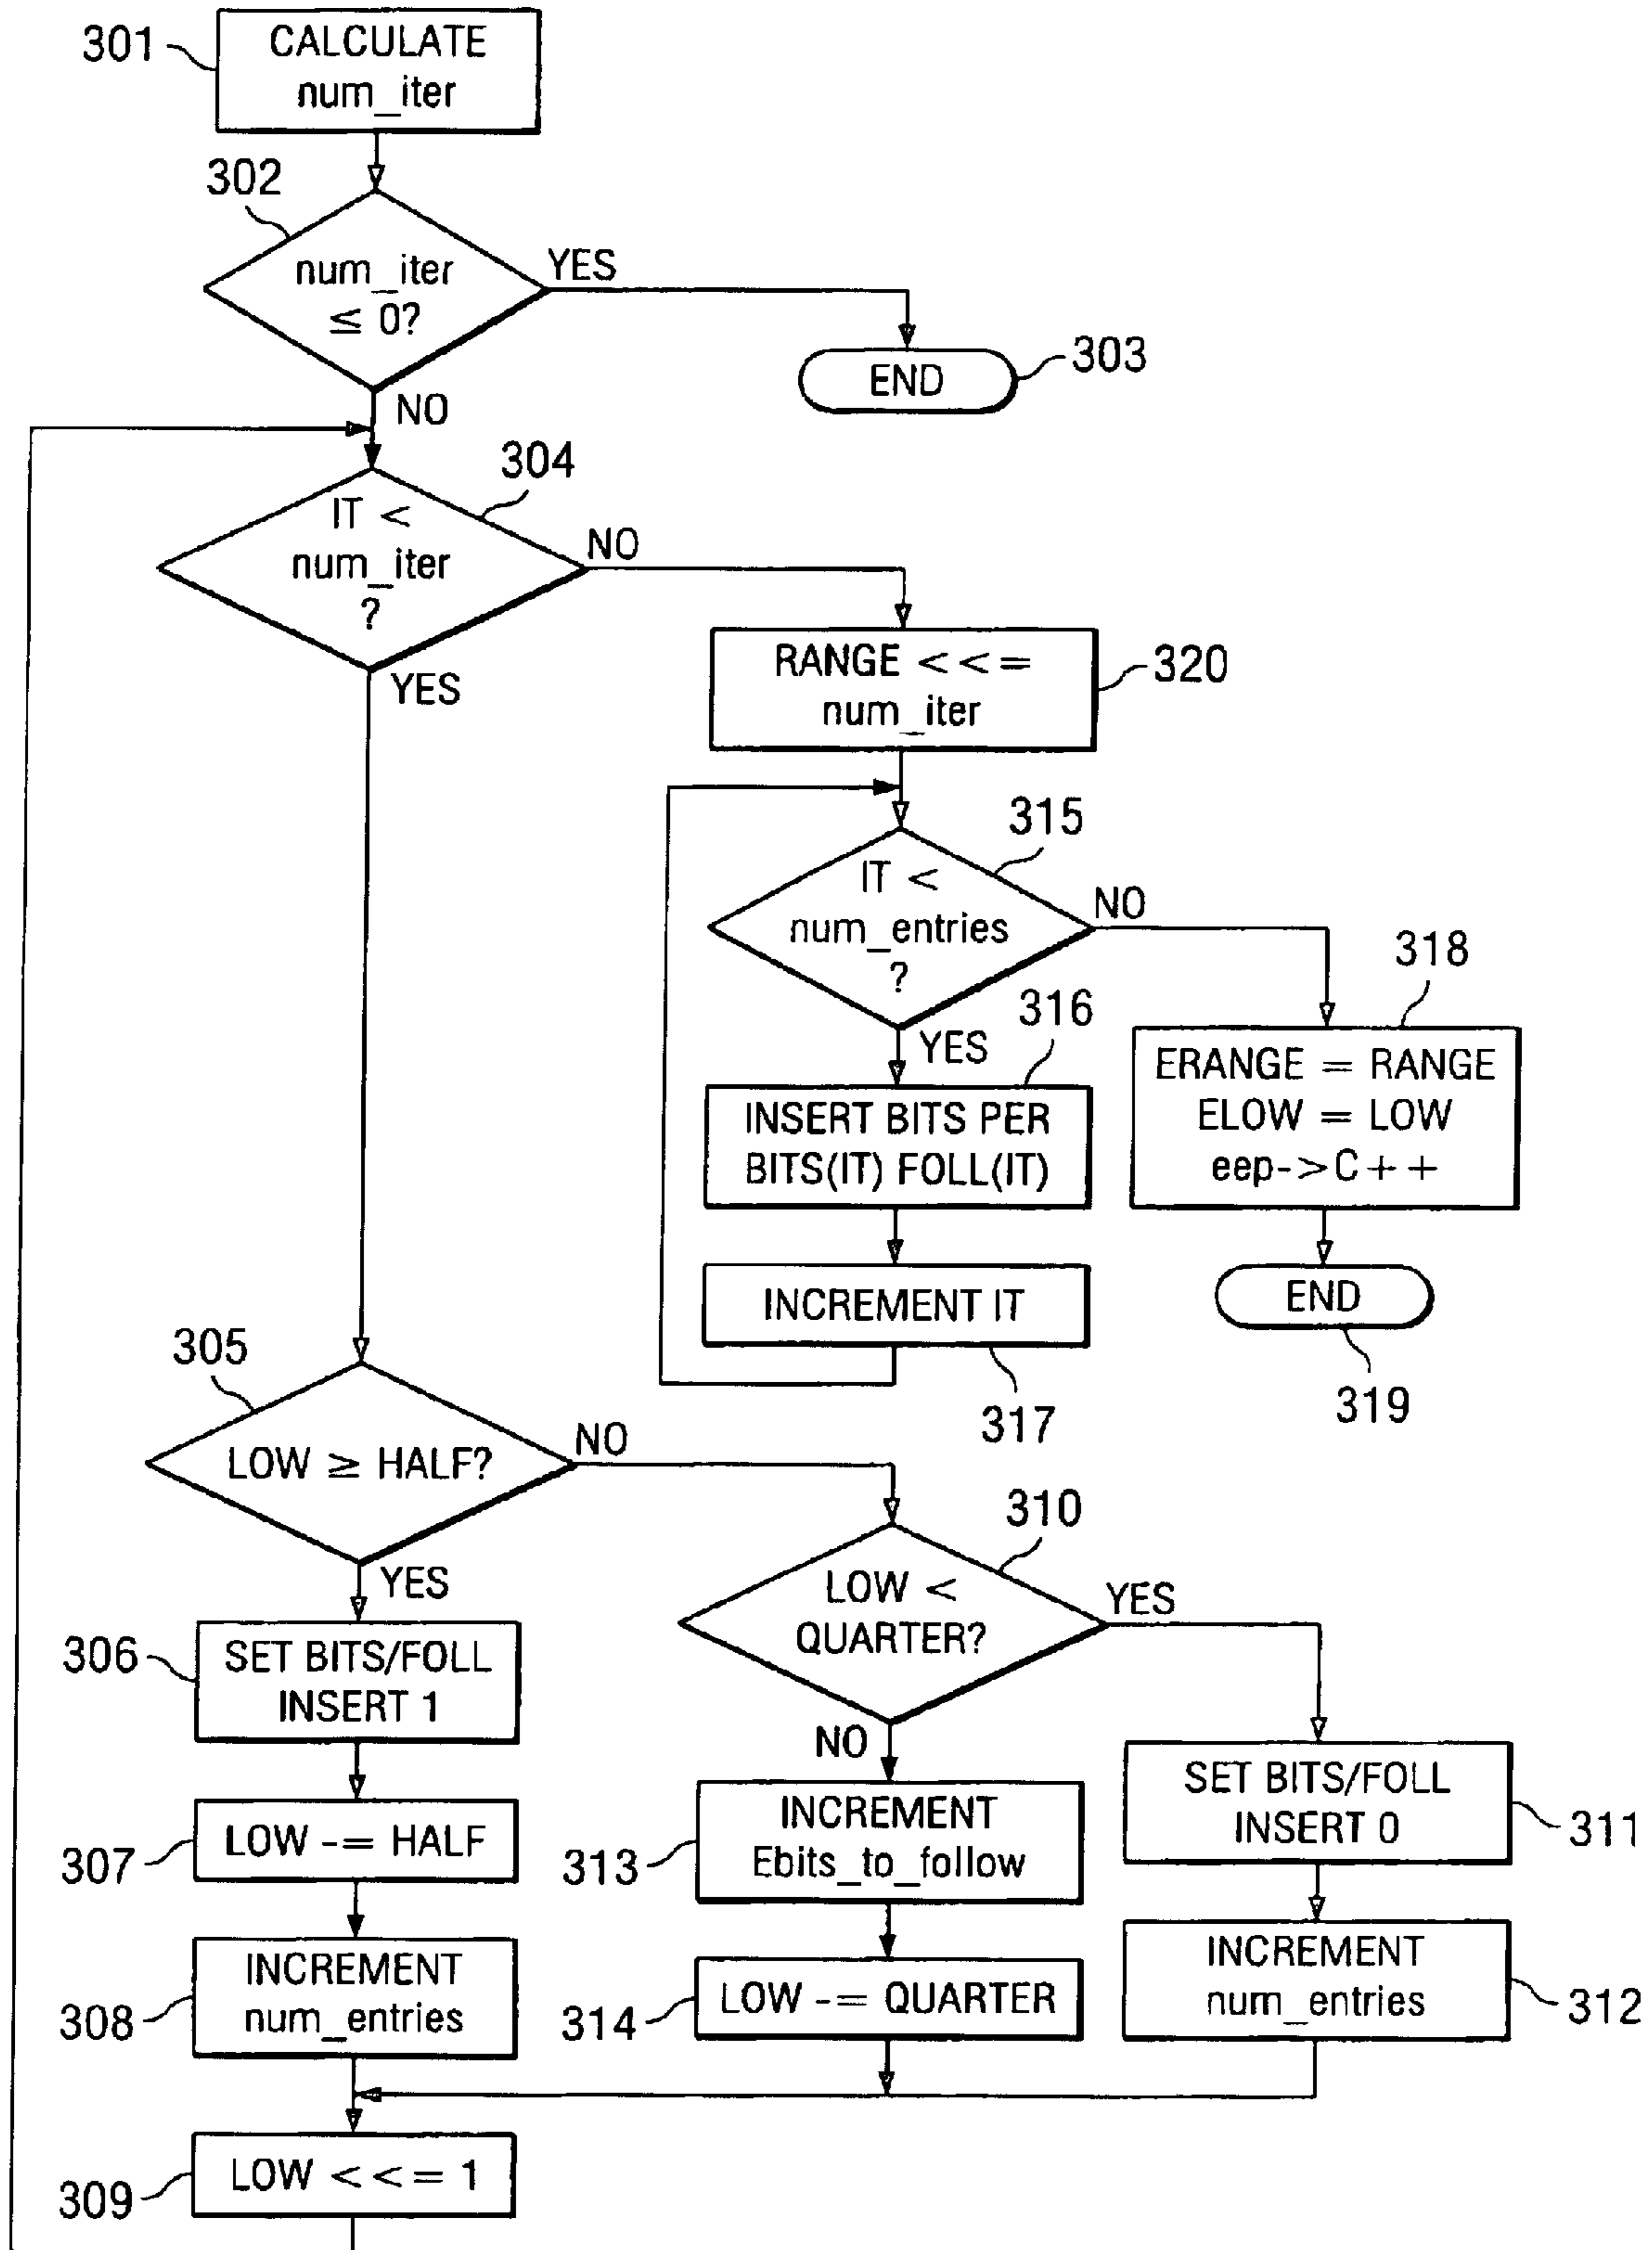 301
CALCULATE
num_iter
302
num_iter
≤ 0?
YES
END
303
NO
304
IT <
num_iter
?
NO
YES
RANGE < < =
num_iter
320
315
IT <
num_entries
?
NO
YES
316
318
INSERT BITS PER
BITS(IT) FOLL(IT)
ERANGE = RANGE
ELOW = LOW
eep->C + +
INCREMENT IT
317
END
319
305
LOW ≥ HALF?
NO
YES
310
LOW <
QUARTER?
YES
NO
306
SET BITS/FOLL
INSERT 1
307
LOW -= HALF
308
INCREMENT
num_entries
313
INCREMENT
Ebits_to_follow
314
LOW -= QUARTER
SET BITS/FOLL
INSERT 0
311
INCREMENT
num_entries
312
309
LOW < < = 1